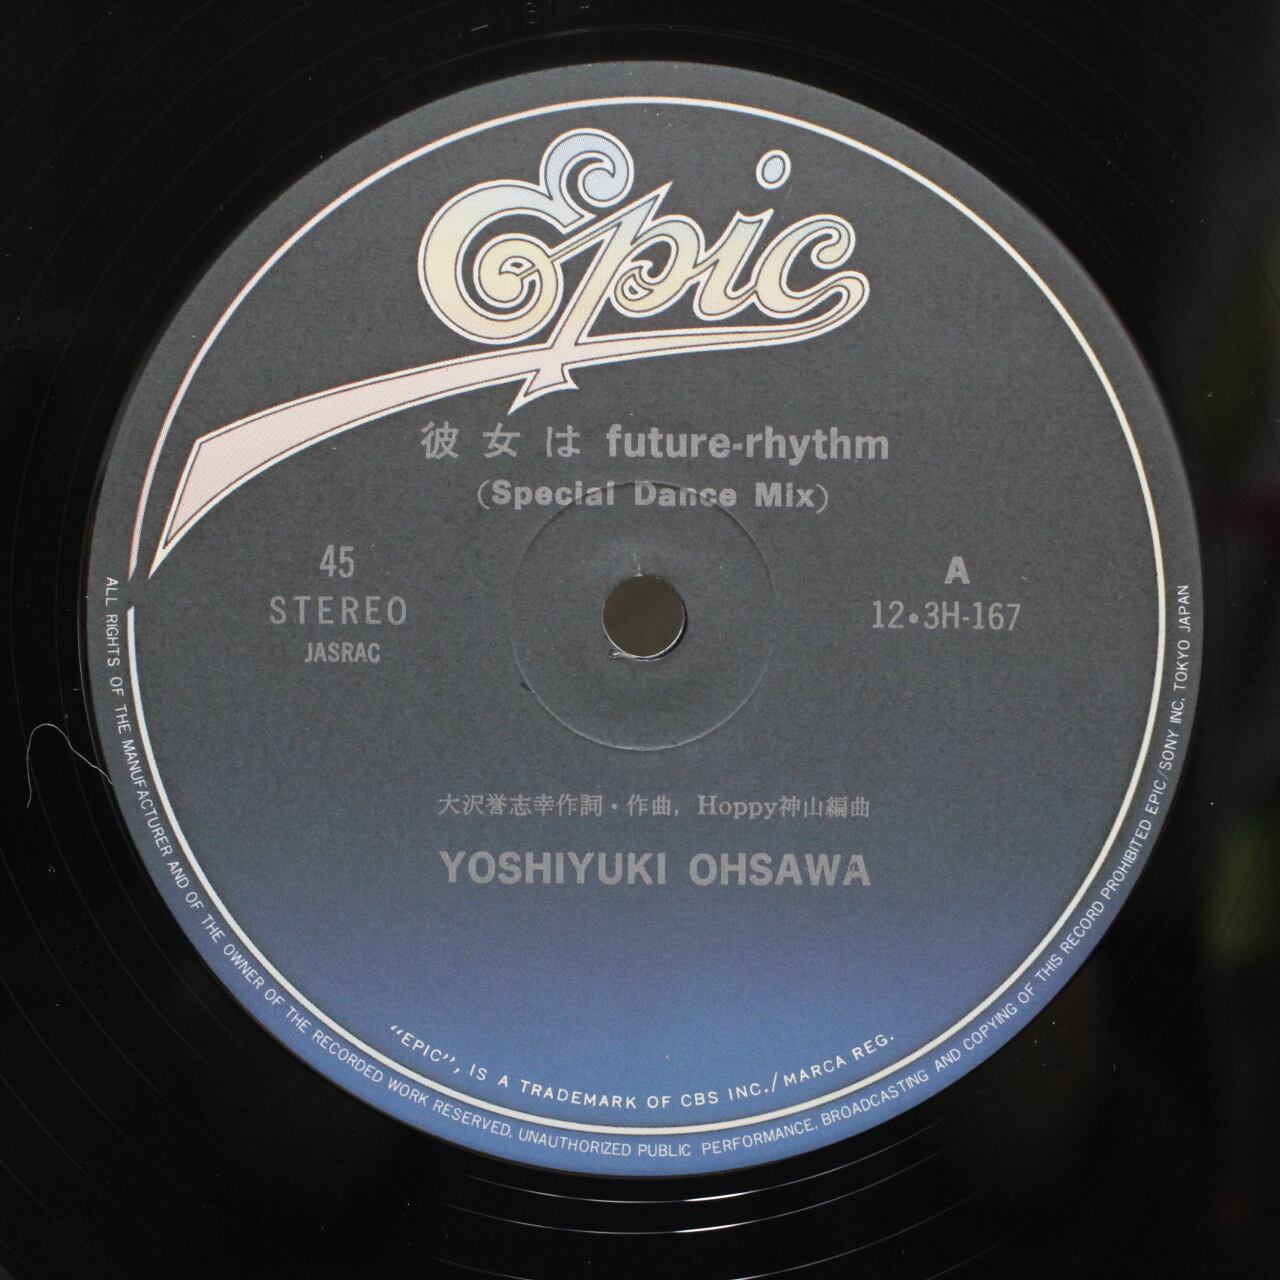 Epic
彼女は future-rhythm
(Special Dance Mix)
45
STEREO
JASRAC
A
12•3H-167
大沢誉志幸作詞・作曲, Hoppy神山編曲
YOSHIYUKI OHSAWA
"EPIC", IS A TRADEMARK OF CBS INC./MARCA REG.
ALL RIGHTS OF THE MANUFACTURER AND OF THE OWNER OF THE RECORDED WORK RESERVED. UNAUTHORIZED PUBLIC PERFORMANCE, BROADCASTING AND COPYING OF THIS RECORD PROHIBITED EPIC/SONY INC. TOKYO JAPAN